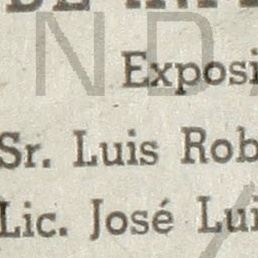 Exposi
Sr. Luis Rob
Lic. José Lui